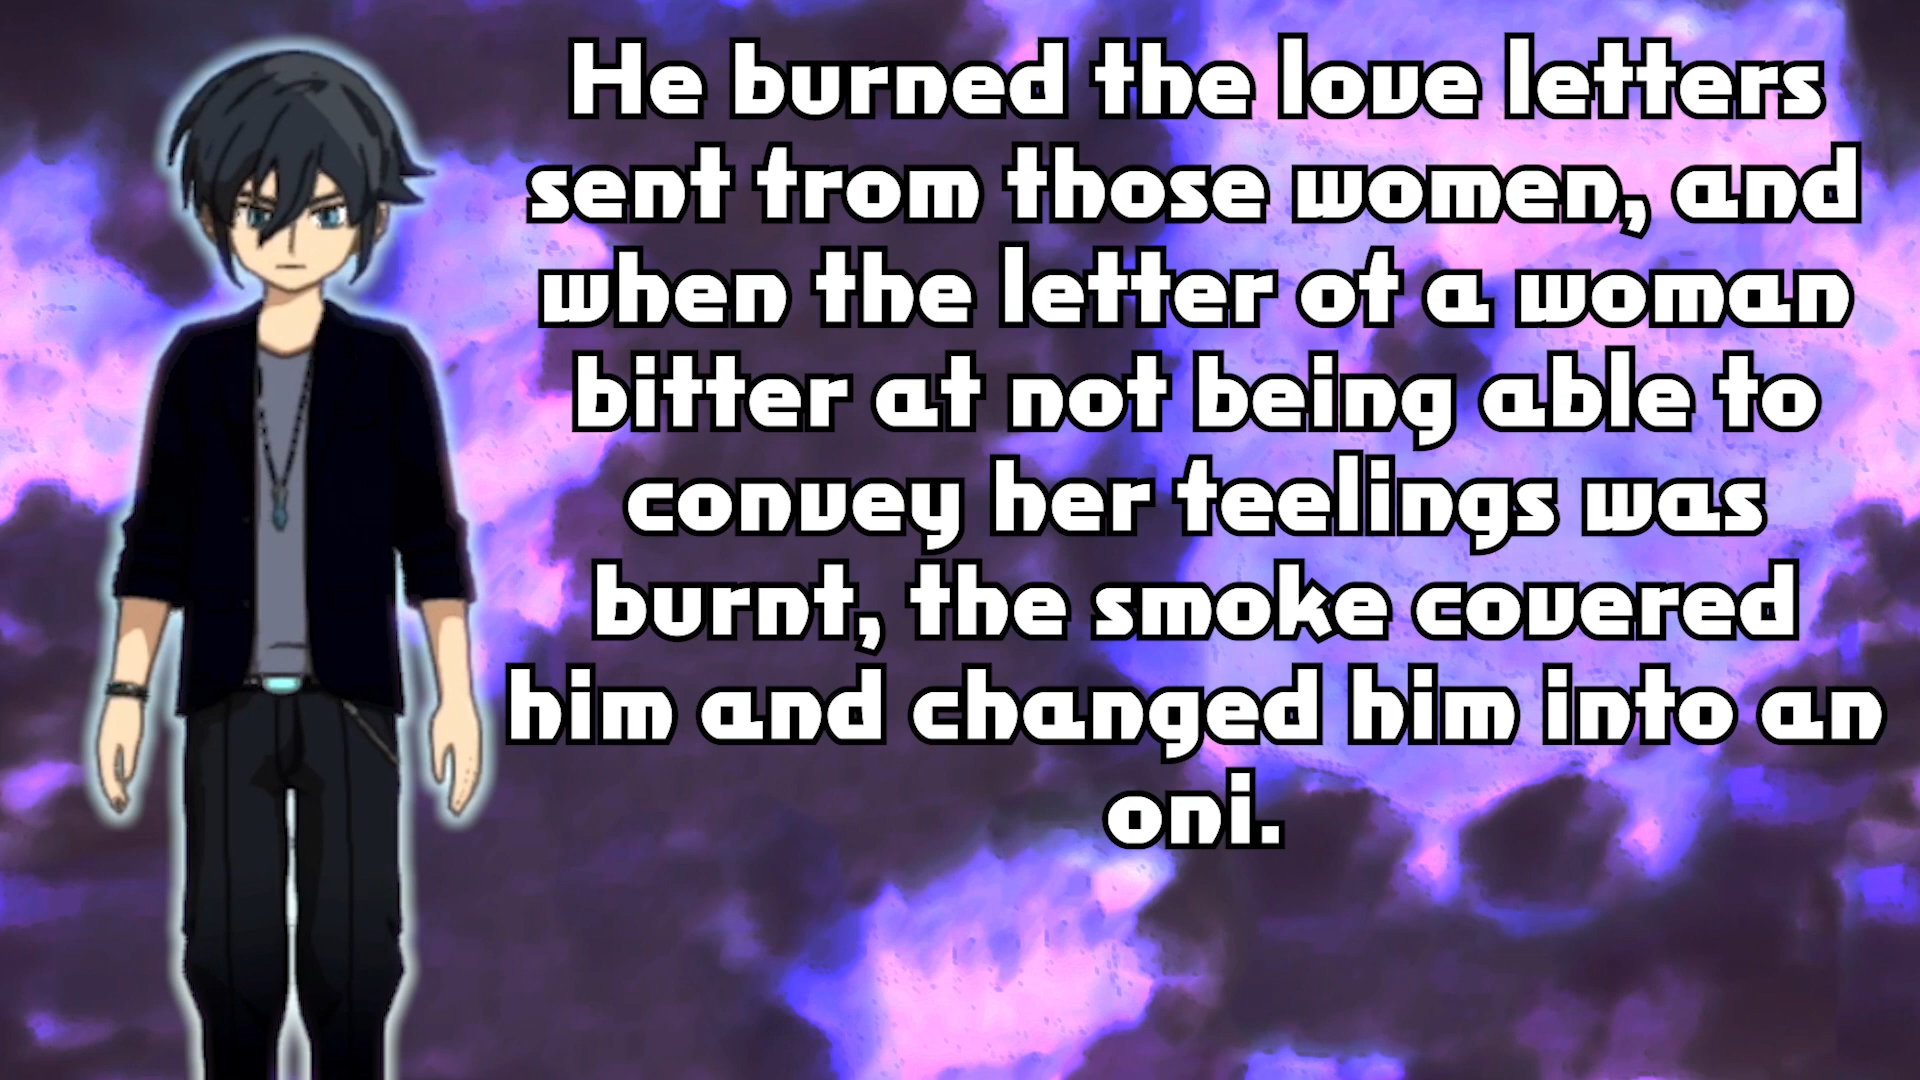 He burned the love letters
sent from those women, and
when the letter of a woman
bitter at not being able to
convey her feelings was
burnt, the smoke covered
him and changed him into an
oni.